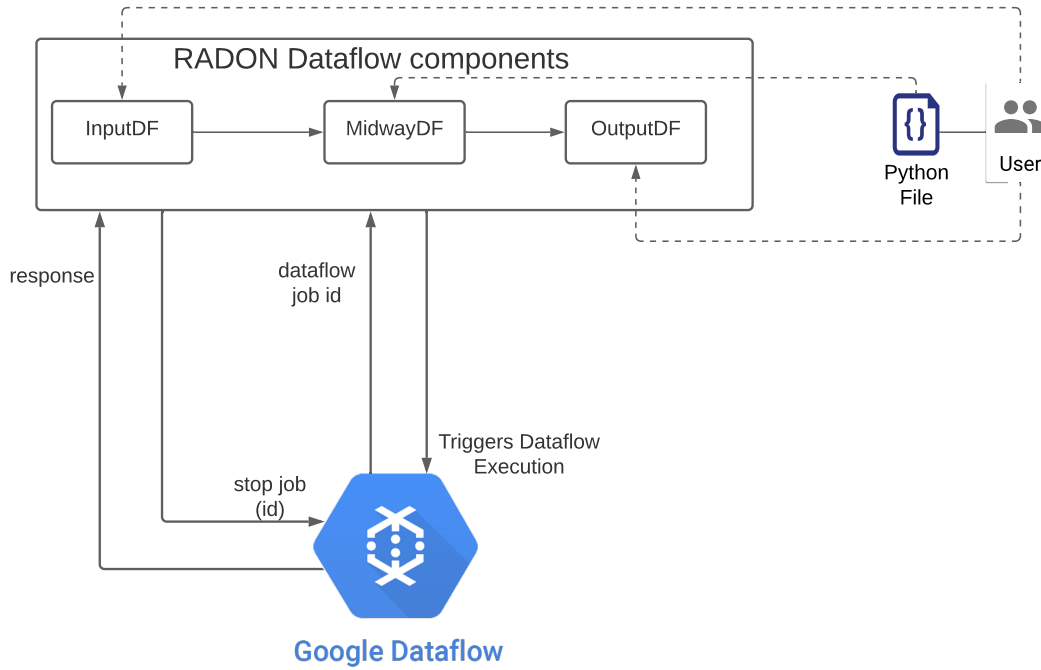 RADON Dataflow components
InputDF
MidwayDF
OutputDF
{}
Python
File
User
response
dataflow
job id
Triggers Dataflow
Execution
stop job
(id)
Google Dataflow